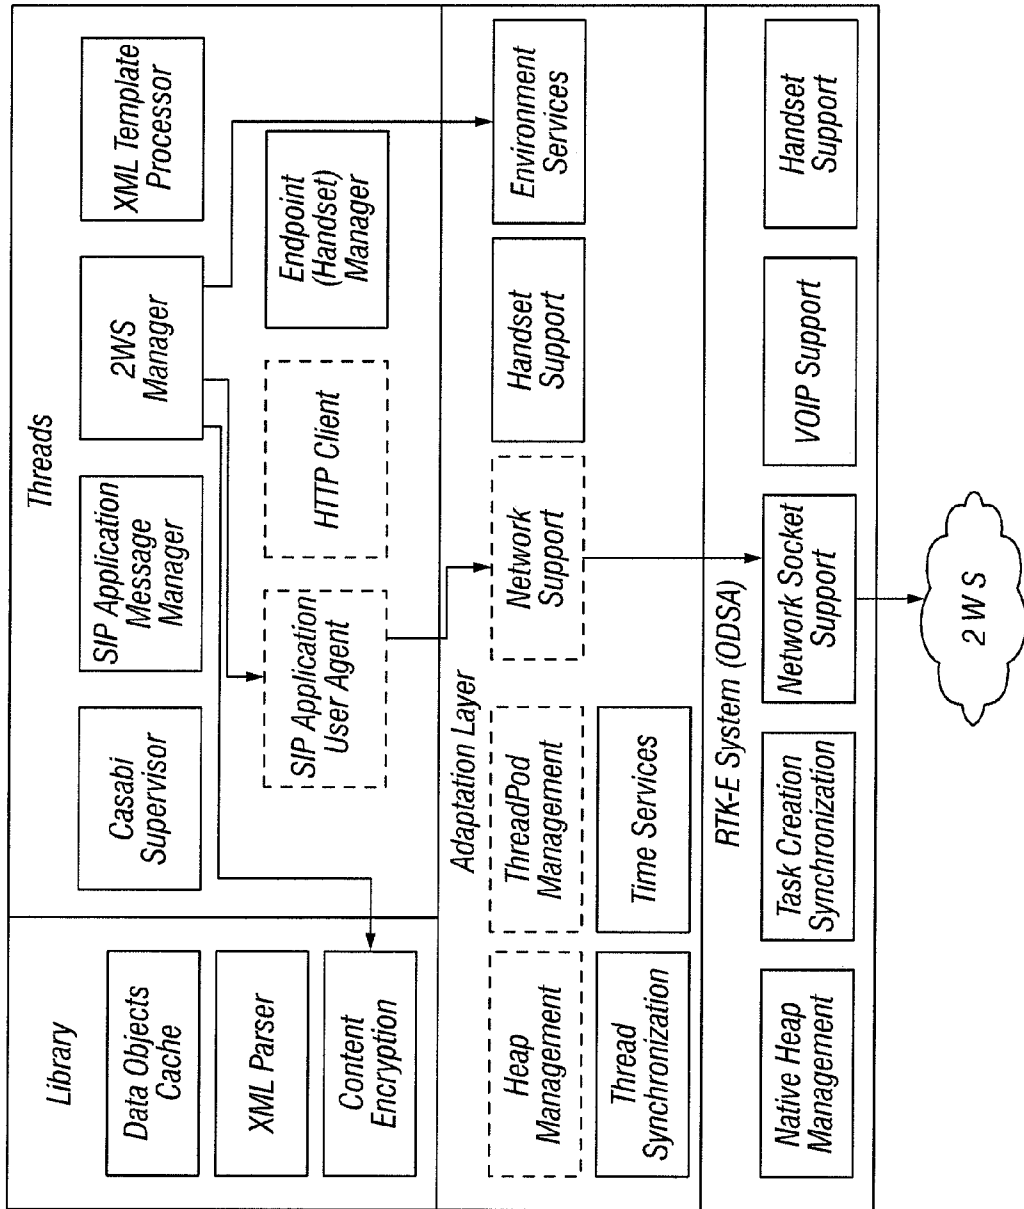 Library
Threads
Data Objects
Cache
XML Parser
Content
Encryption
Casabi
Supervisor
SIP Application
Message
Manager
2WS
Manager
XML Template
Processor
SIP Application
User Agent
HTTP Client
Endpoint
(Handset)
Manager
Adaptation Layer
Heap
Management
ThreadPod
Management
Network
Support
Handset
Support
Environment
Services
Thread
Synchronization
Time Services
RTK-E System (ODSA)
Native Heap
Management
Task Creation
Synchronization
Network Socket
Support
VOIP Support
Handset
Support
2 W S